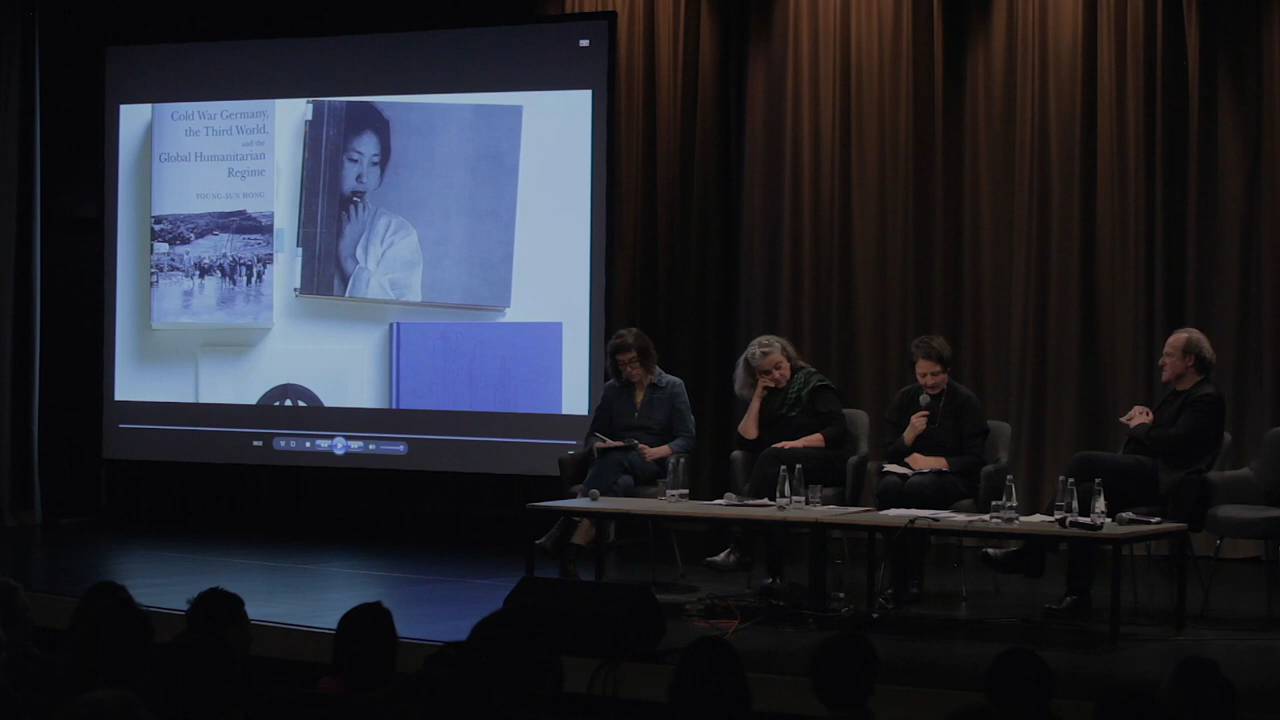 Cold War Germany,
the Third World,
and the
Global Humanitarian
Regime
YOUNG-SUN HONG